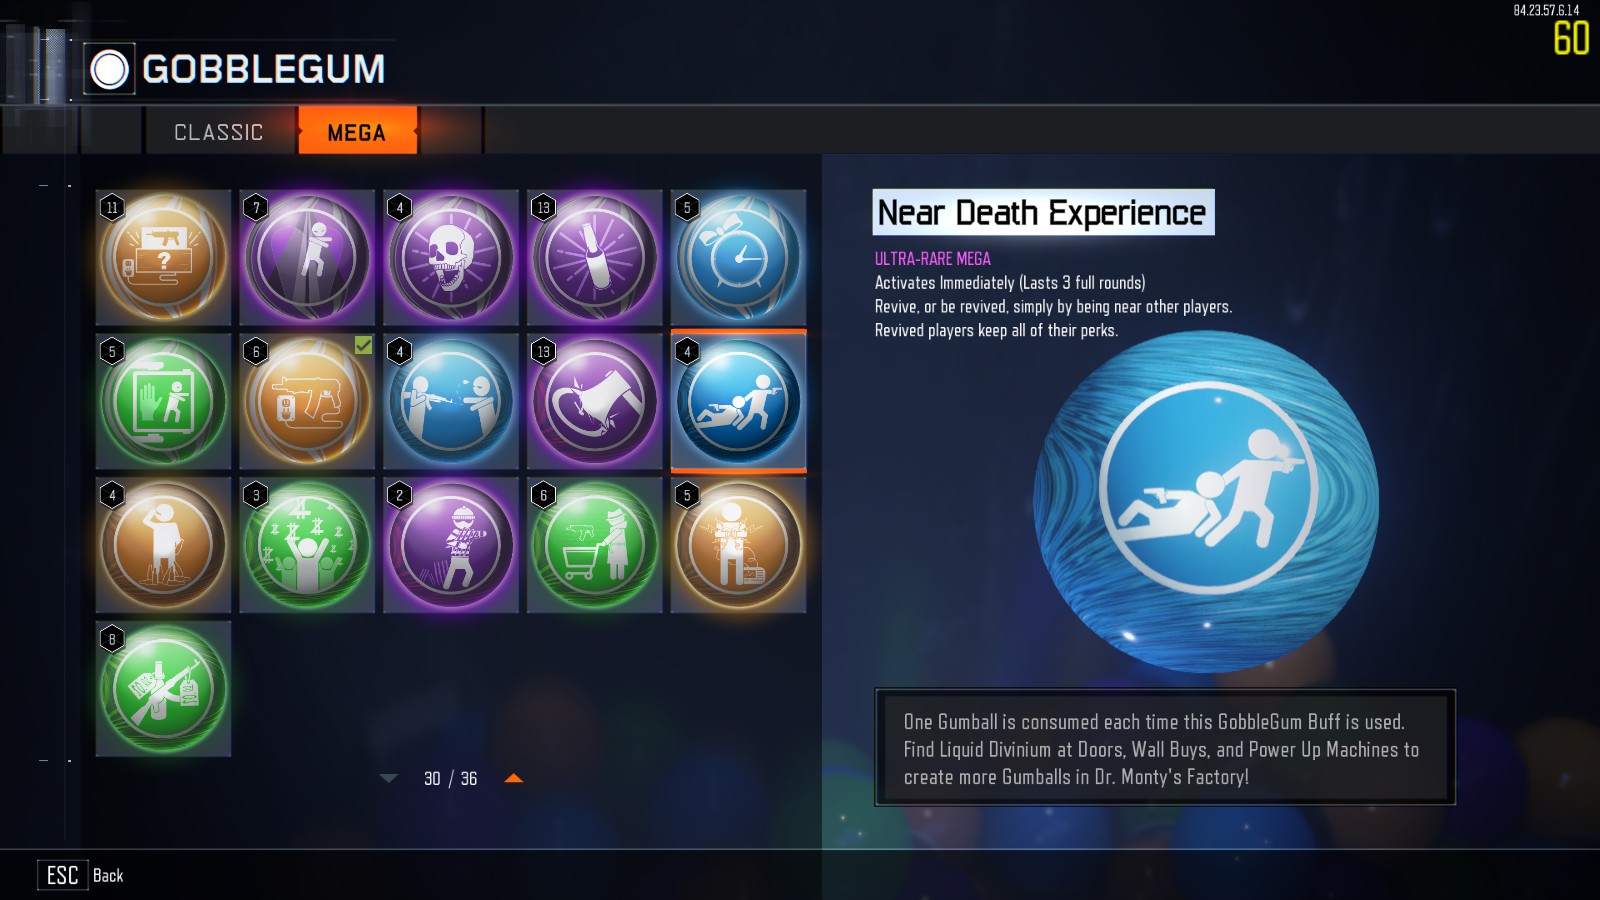 84.23.57.6.14
60
GOBBLEGUM
CLASSIC
MEGA
11
7
4
13
5
5
6
4
13
4
4
3
2
6
5
8
30 / 36
Near Death Experience
ULTRA-RARE MEGA
Activates Immediately (Lasts 3 full rounds)
Revive, or be revived, simply by being near other players.
Revived players keep all of their perks.
One Gumball is consumed each time this GobbleGum Buff is used.
Find Liquid Divinium at Doors, Wall Buys, and Power Up Machines to
create more Gumballs in Dr. Monty's Factory!
ESC Back